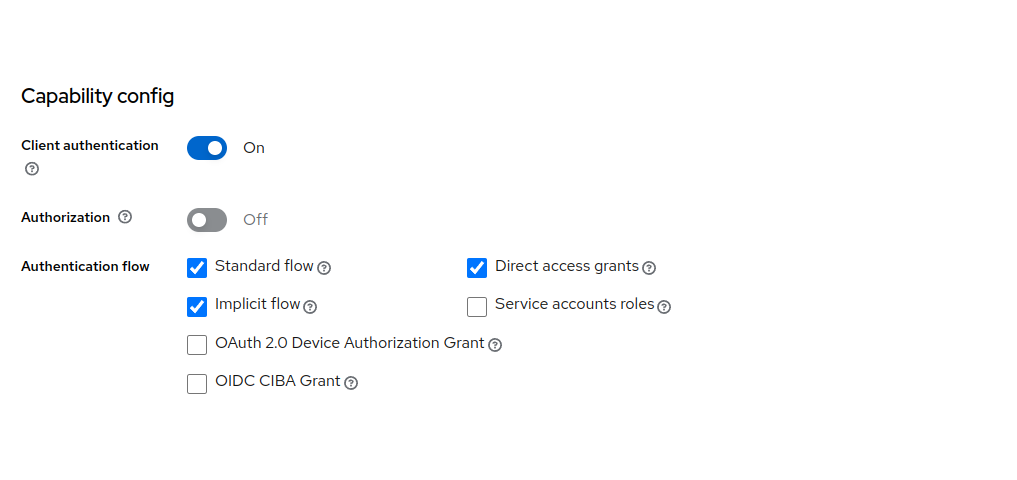 Capability config
Client authentication
On
Authorization
Off
Authentication flow
Standard flow
Direct access grants
Implicit flow
Service accounts roles
OAuth 2.0 Device Authorization Grant
OIDC CIBA Grant